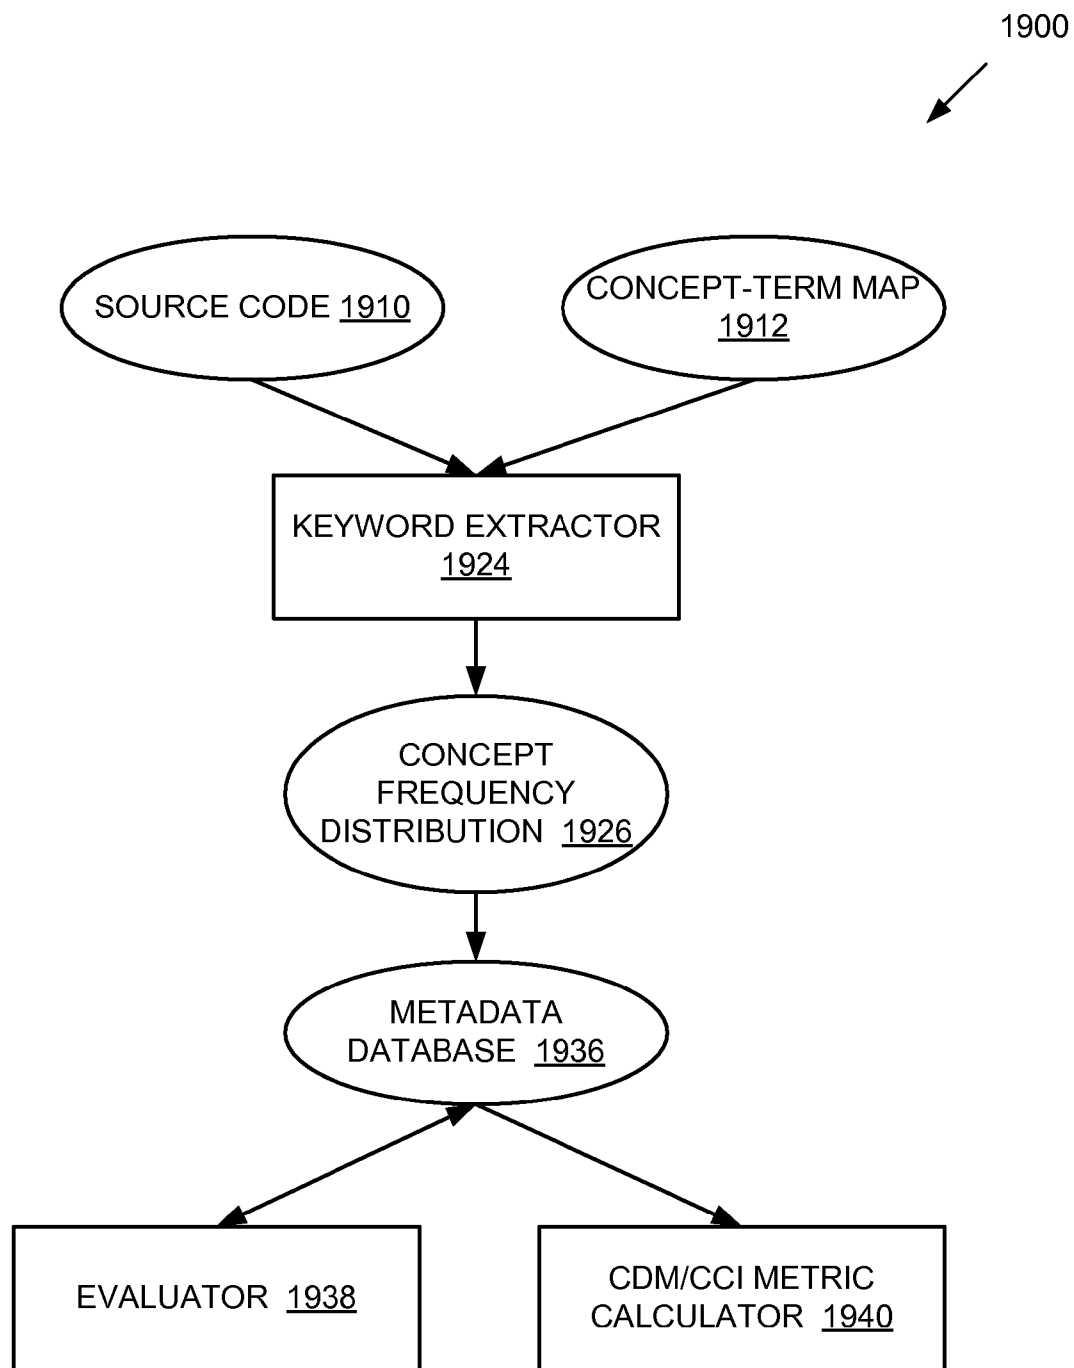 1900
SOURCE CODE 1910
CONCEPT-TERM MAP
1912
KEYWORD EXTRACTOR
1924
CONCEPT
FREQUENCY
DISTRIBUTION 1926
METADATA
DATABASE 1936
EVALUATOR 1938
CDM/CCI METRIC
CALCULATOR 1940